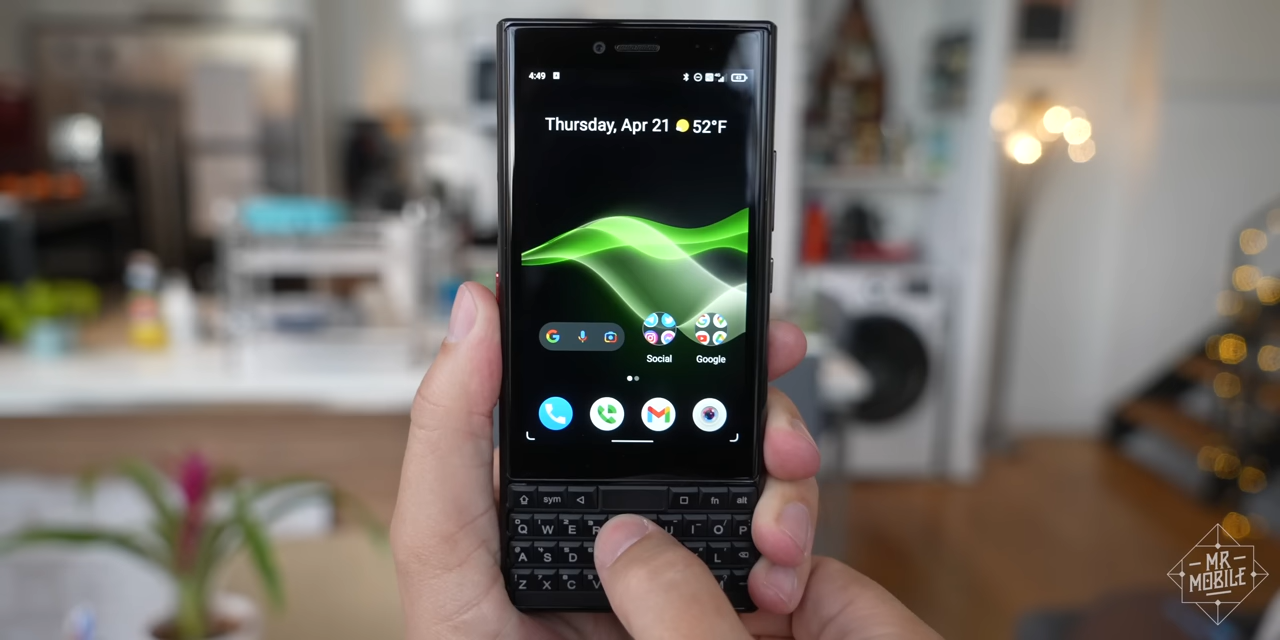 4:49
Thursday, Apr 21 52°F
Social
Google
sym fn alt
Q W E R U I O P
A S D L
Z X C
MR
MOBILE